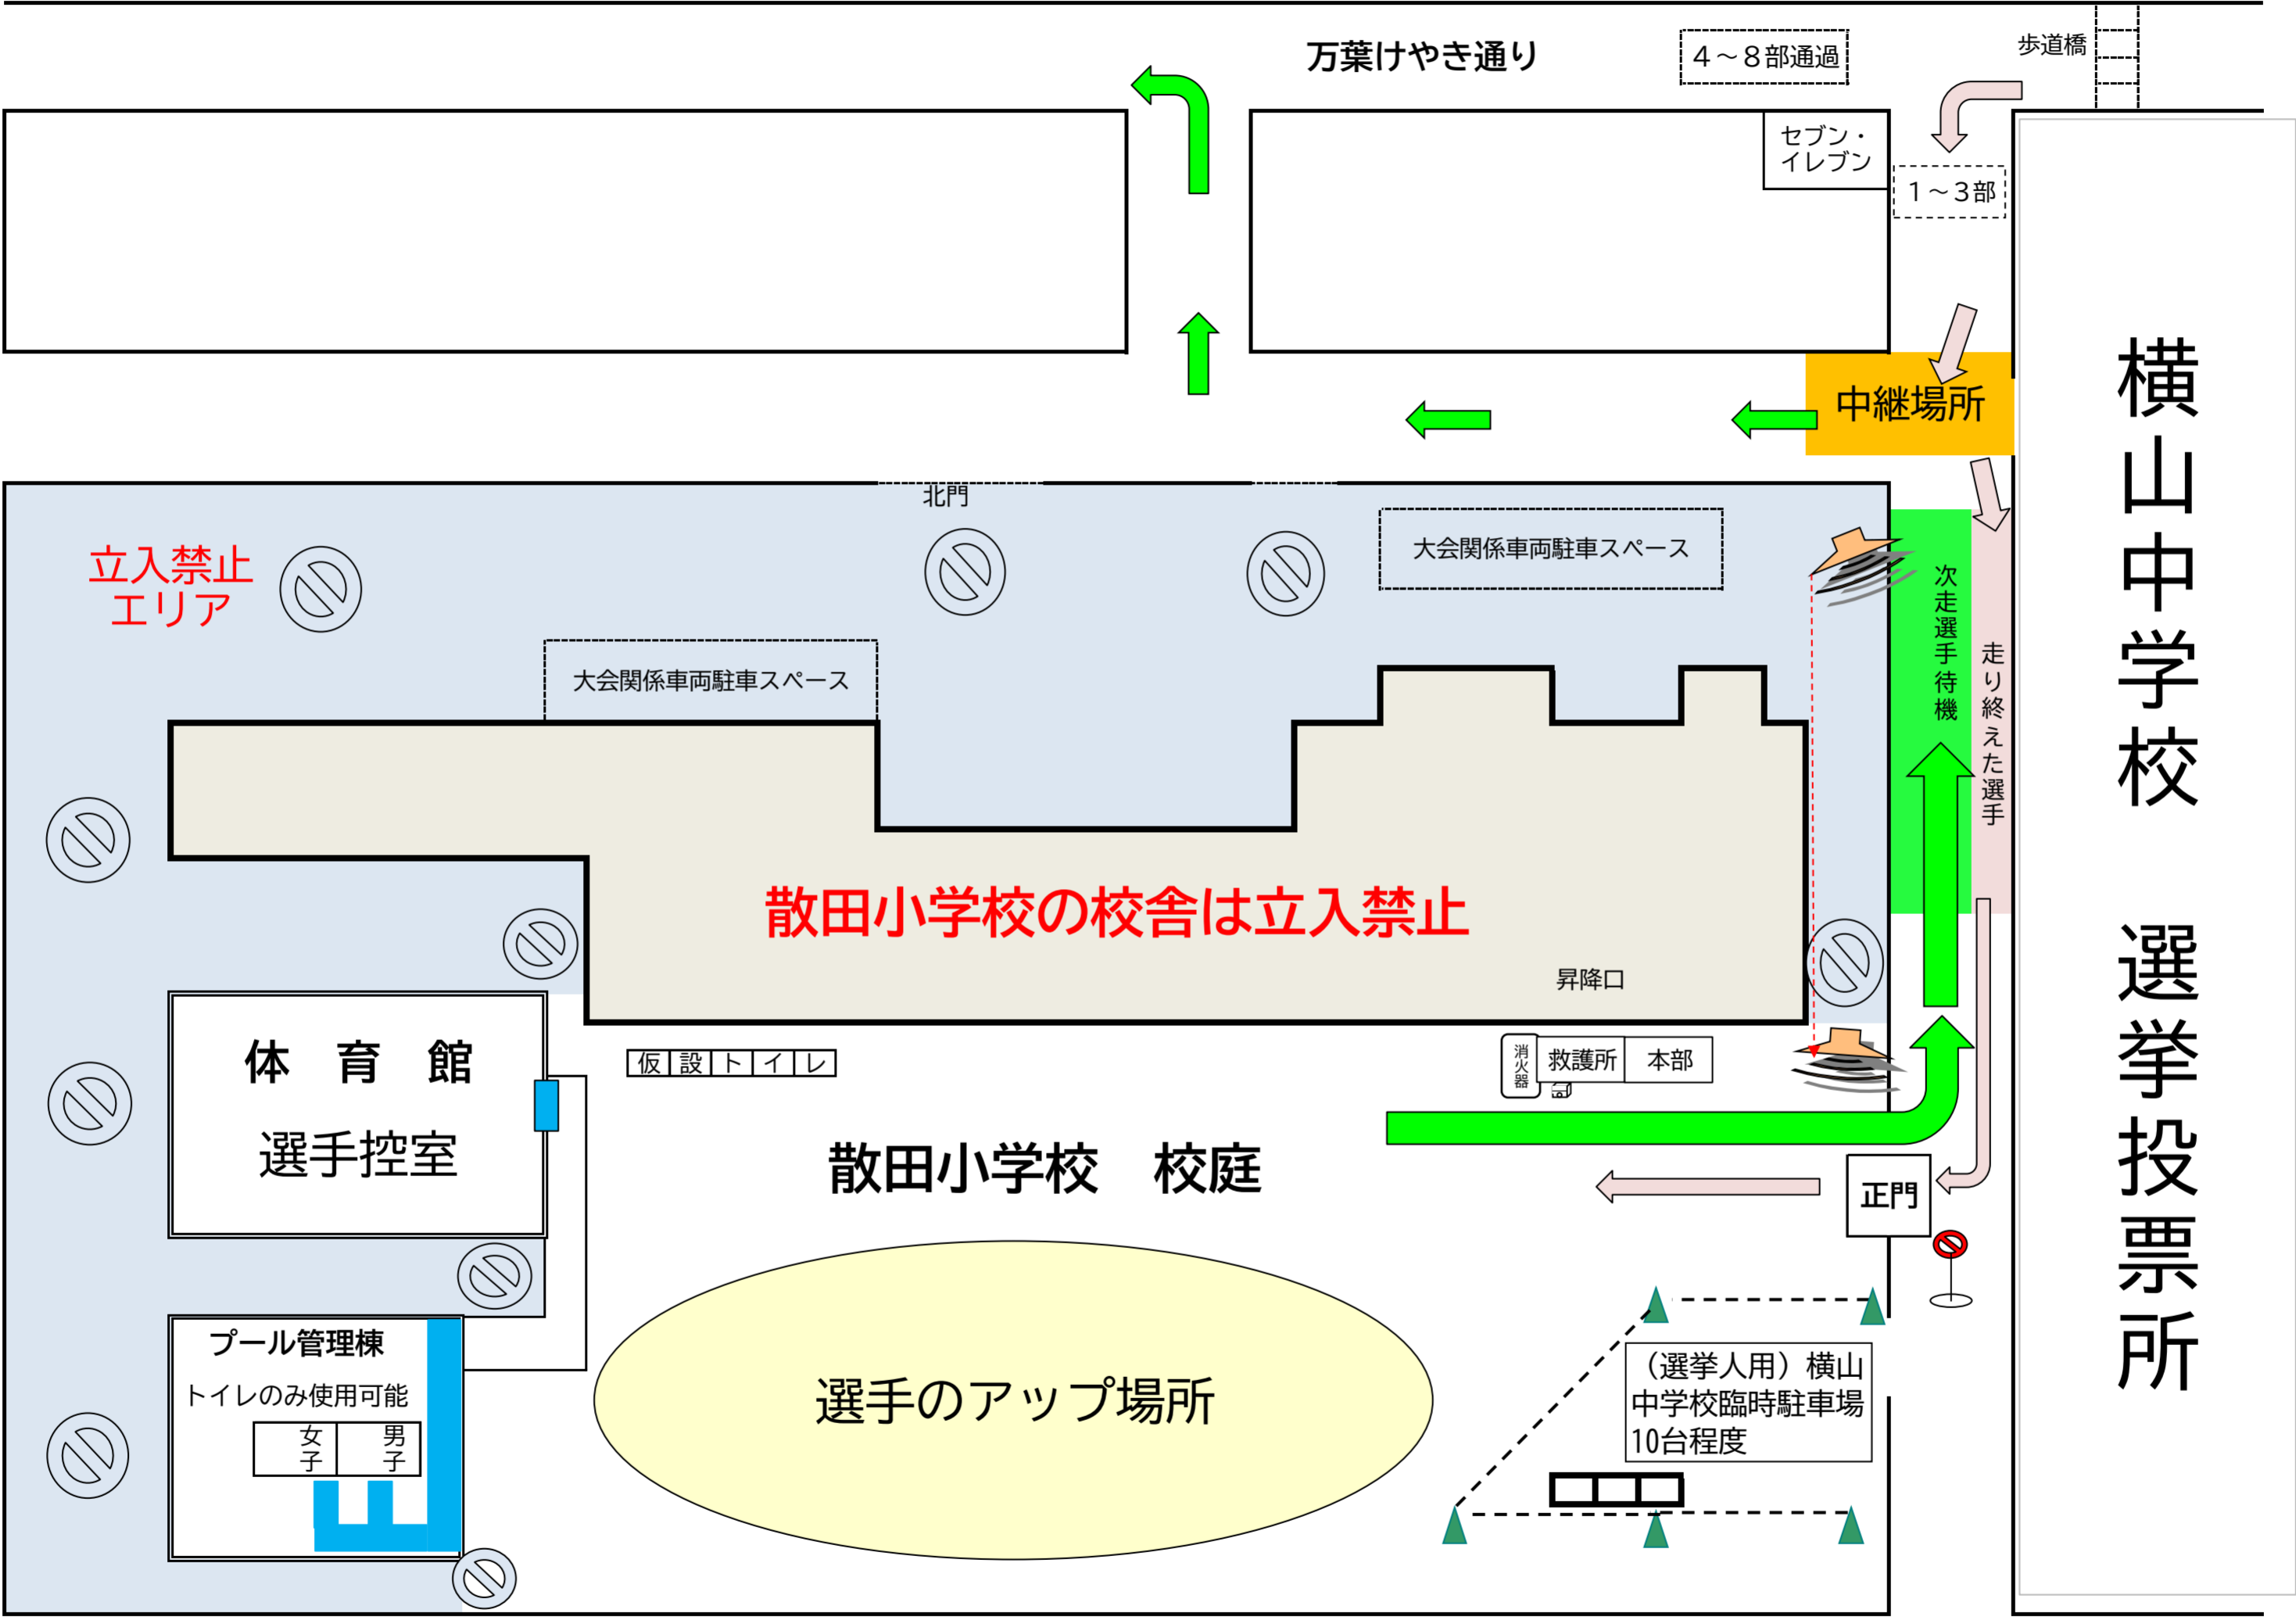 万葉けやき通り
４～８部通過
歩道橋
セブン・
イレブン
１～３部
中継場所
北門
立入禁止
エリア
大会関係車両駐車スペース
大会関係車両駐車スペース
次走選手待機
走り終えた選手
横山中学校　選挙投票所
散田小学校の校舎は立入禁止
昇降口
体　育　館
選手控室
仮設トイレ
消火器
救護所
本部
散田小学校　校庭
正門
プール管理棟
トイレのみ使用可能
女子
男子
選手のアップ場所
（選挙人用）横山
中学校臨時駐車場
10台程度